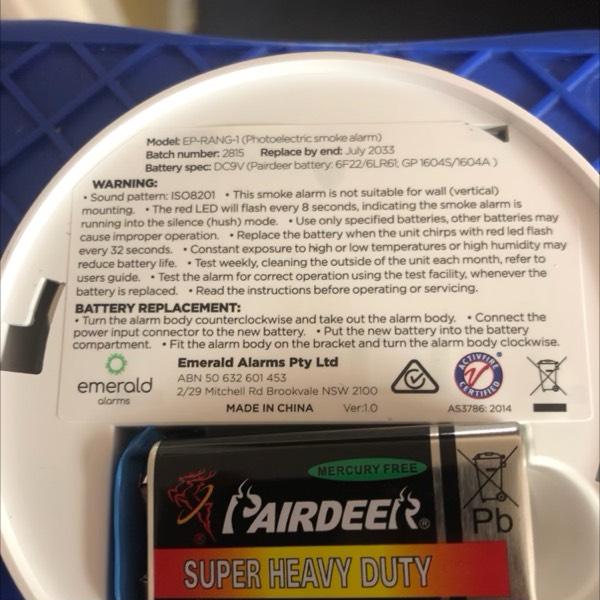 Model: EP-RANG-1 (Photoelectric smoke alarm)
Batch number: 2815 Replace by end: July 2033
Battery spec: DC9V (Pairdeer battery: 6F22/6LR61; GP 1604S/1604A)
WARNING:
• Sound pattern: ISO8201 • This smoke alarm is not suitable for wall (vertical)
mounting. • The red LED will flash every 8 seconds, indicating the smoke alarm is
running into the silence (hush) mode. • Use only specified batteries, other batteries may
cause improper operation. • Replace the battery when the unit chirps with red led flash
every 32 seconds. • Constant exposure to high or low temperatures or high humidity may
reduce battery life. • Test weekly, cleaning the outside of the unit each month, refer to
users guide. • Test the alarm for correct operation using the test facility, whenever the
battery is replaced. • Read the instructions before operating or servicing.
BATTERY REPLACEMENT:
• Turn the alarm body counterclockwise and take out the alarm body. • Connect the
power input connector to the new battery. • Put the new battery into the battery
compartment. • Fit the alarm body on the bracket and turn the alarm body clockwise.
emerald
alarms
Emerald Alarms Pty Ltd
ABN 50 632 601 453
2/29 Mitchell Rd Brookvale NSW 2100
MADE IN CHINA Ver:1.0
ACTIVFIRE
CERTIFIED
AS3786: 2014
MERCURY FREE
PAIRDEER®
Pb
SUPER HEAVY DUTY